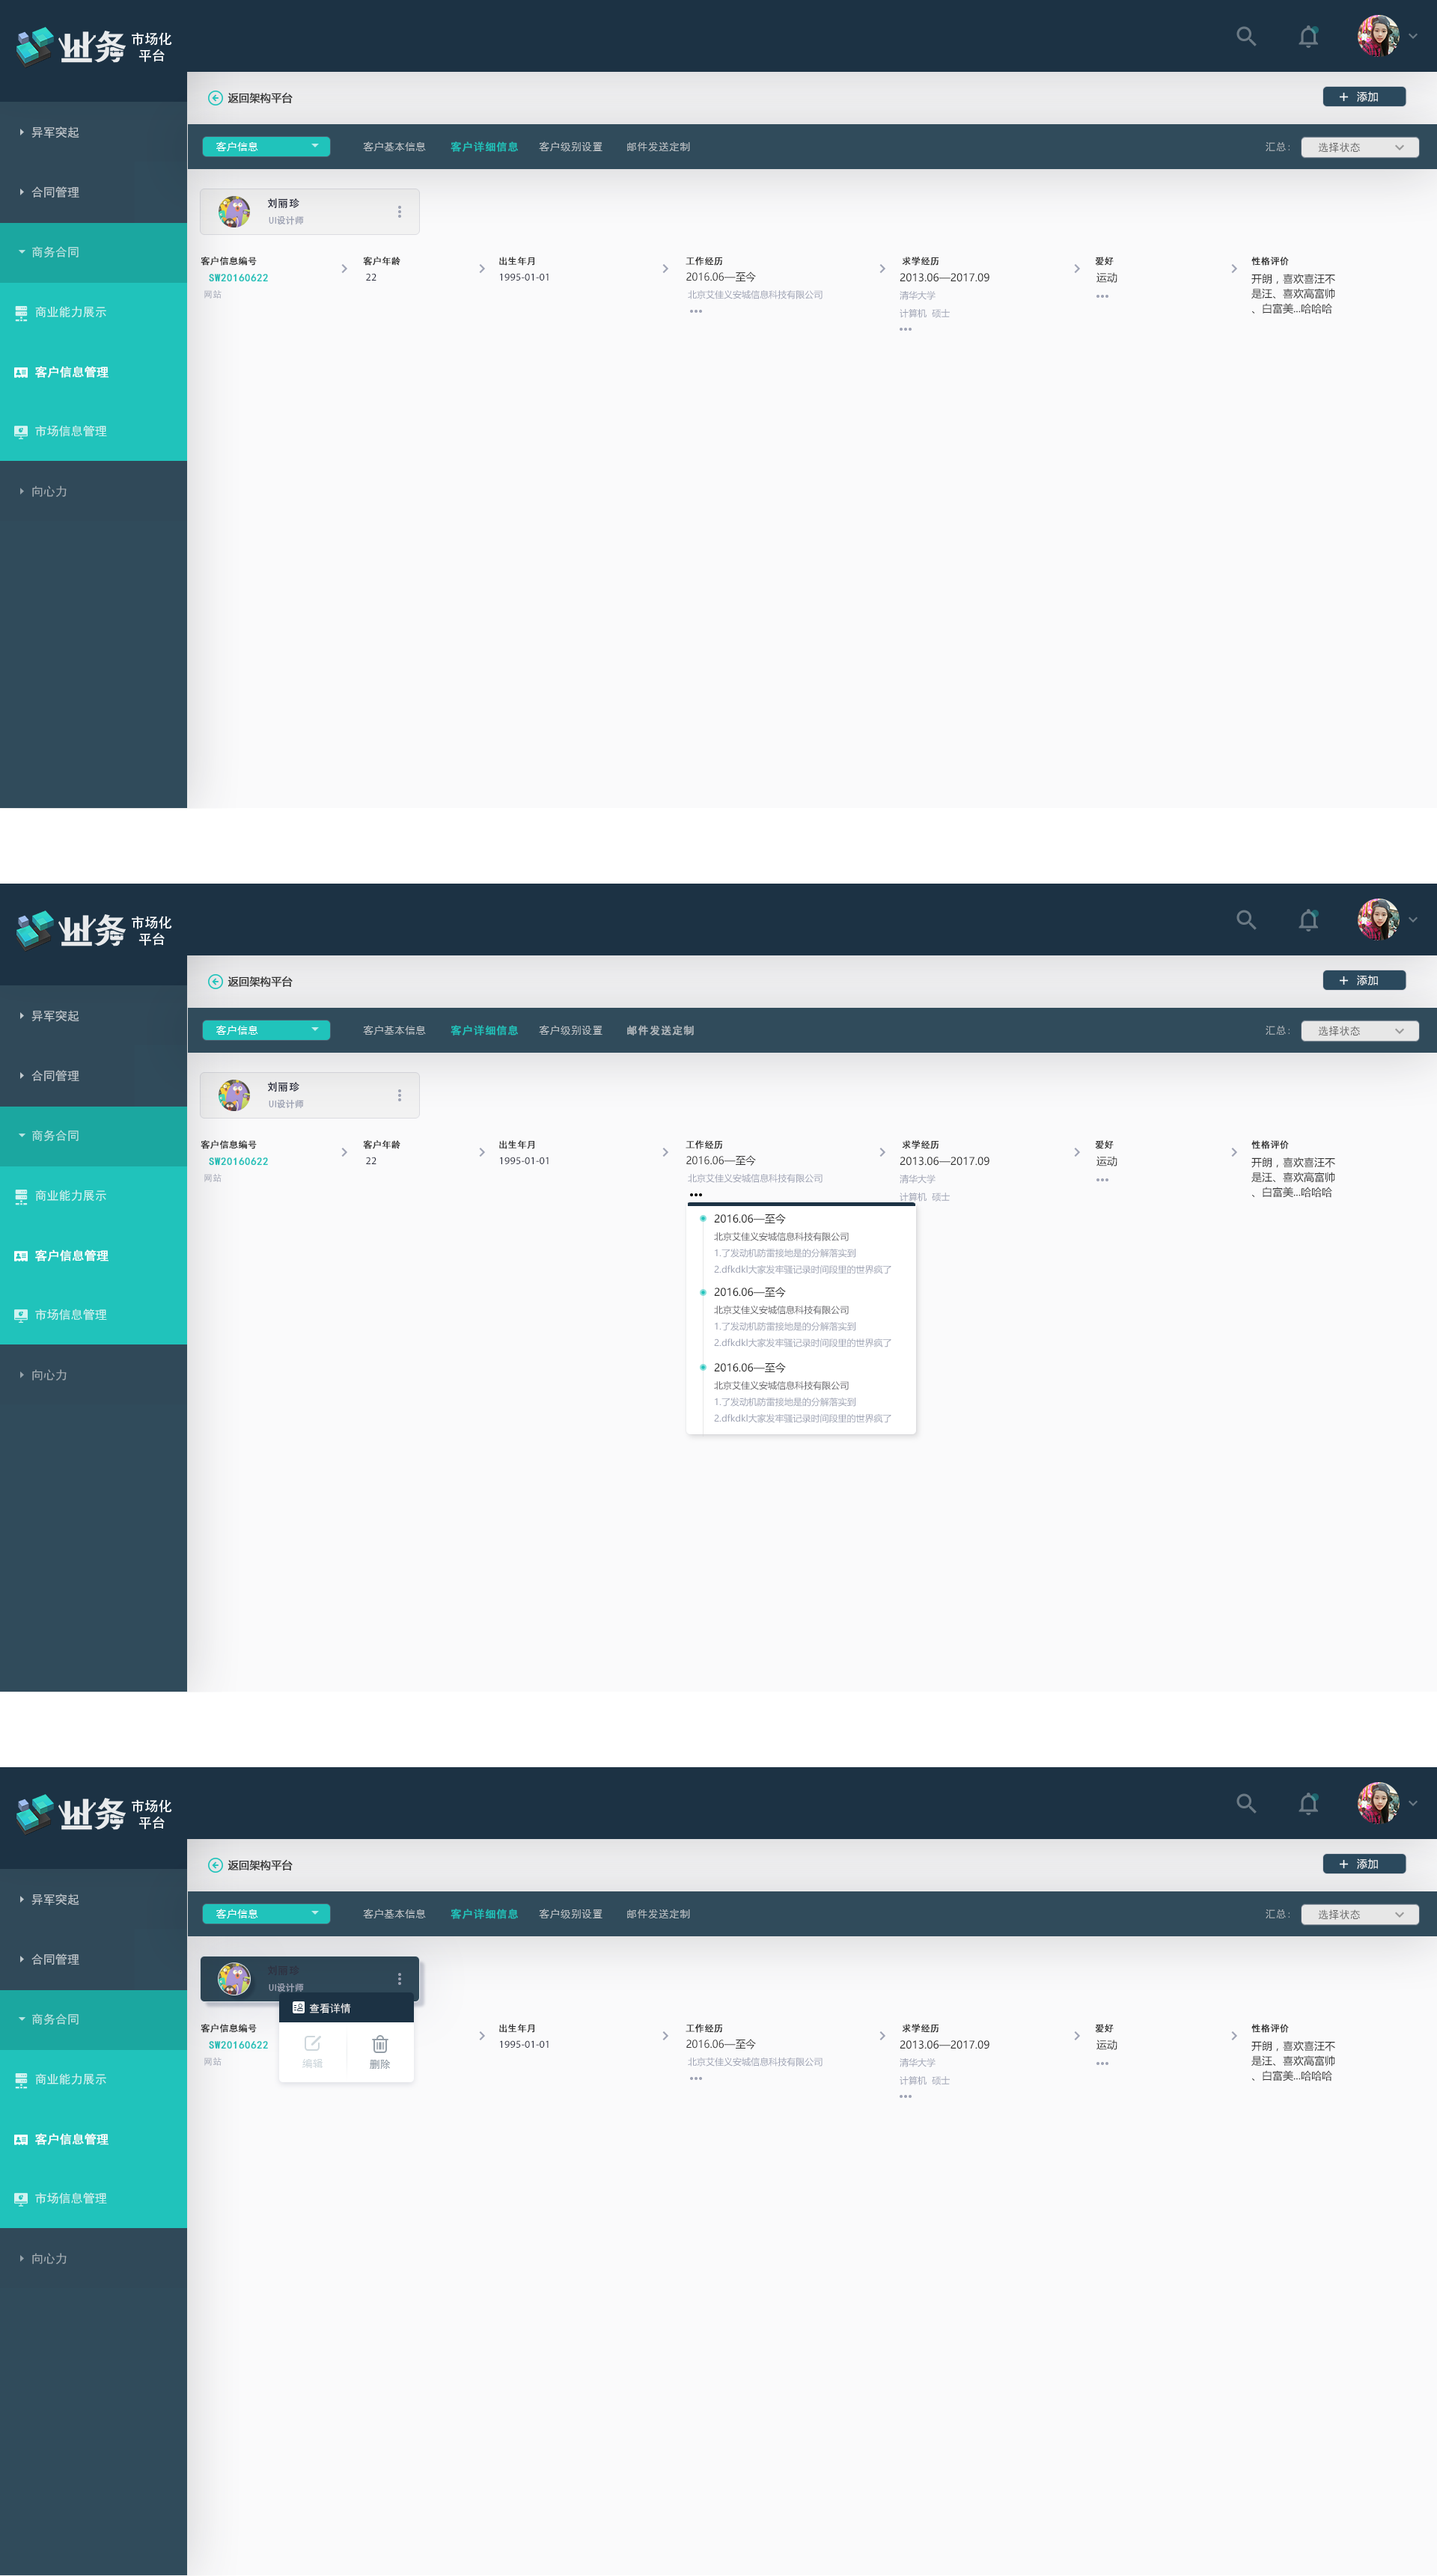 业务 市场化
平台
返回架构平台
+ 添加
异军突起
客户信息 客户基本信息 客户详细信息 客户级别设置 邮件发送定制 汇总： 选择状态
合同管理
刘丽珍
UI设计师
商务合同
客户信息编号 客户年龄 出生年月 工作经历 求学经历 爱好 性格评价
SW20160622 22 1995-01-01 2016.06—至今 2013.06—2017.09 运动 开朗，喜欢喜汪不
网站 北京艾佳义安城信息科技有限公司 清华大学 是汪、喜欢高富帅
计算机 硕士 、白富美...哈哈哈
商业能力展示
客户信息管理
市场信息管理
向心力
业务 市场化
平台
返回架构平台
+ 添加
异军突起
客户信息 客户基本信息 客户详细信息 客户级别设置 邮件发送定制 汇总： 选择状态
合同管理
刘丽珍
UI设计师
商务合同
客户信息编号 客户年龄 出生年月 工作经历 求学经历 爱好 性格评价
SW20160622 22 1995-01-01 2016.06—至今 2013.06—2017.09 运动 开朗，喜欢喜汪不
网站 北京艾佳义安城信息科技有限公司 清华大学 是汪、喜欢高富帅
计算机 硕士 、白富美...哈哈哈
商业能力展示
2016.06—至今
北京艾佳义安城信息科技有限公司
1.了发动机防雷接地是的分解落实到
2.dfkdkl大家发牢骚记录时间段里的世界疯了
2016.06—至今
北京艾佳义安城信息科技有限公司
1.了发动机防雷接地是的分解落实到
2.dfkdkl大家发牢骚记录时间段里的世界疯了
2016.06—至今
北京艾佳义安城信息科技有限公司
1.了发动机防雷接地是的分解落实到
2.dfkdkl大家发牢骚记录时间段里的世界疯了
客户信息管理
市场信息管理
向心力
业务 市场化
平台
返回架构平台
+ 添加
异军突起
客户信息 客户基本信息 客户详细信息 客户级别设置 邮件发送定制 汇总： 选择状态
合同管理
刘丽珍
UI设计师
查看详情
编辑 删除
商务合同
客户信息编号 出生年月 工作经历 求学经历 爱好 性格评价
SW20160622 1995-01-01 2016.06—至今 2013.06—2017.09 运动 开朗，喜欢喜汪不
网站 北京艾佳义安城信息科技有限公司 清华大学 是汪、喜欢高富帅
计算机 硕士 、白富美...哈哈哈
商业能力展示
客户信息管理
市场信息管理
向心力